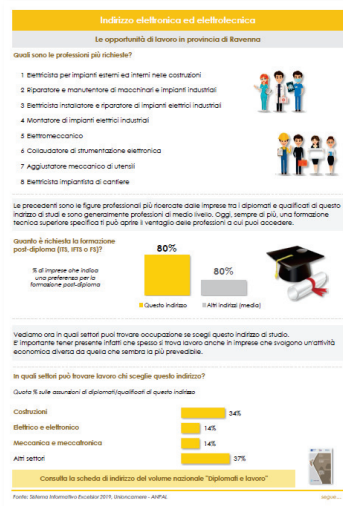 Indirizzo elettronica ed elettrotecnica
Le opportunità di lavoro in provincia di Ravenna
Quali sono le professioni più richieste?
1 Elettricista per impianti esterni ed interni nelle costruzioni
2 Riparatore e manutentore di macchinari e impianti industriali
3 Elettricista installatore e riparatore di impianti elettrici industriali
4 Montatore di impianti elettrici industriali
5 Elettromeccanico
6 Collaudatore di strumentazione elettronica
7 Aggiustatore meccanico di utensili
8 Elettricista impiantista di cantiere
Le precedenti sono le figure professionali più ricercate dalle imprese tra i diplomati e qualificati di questo
indirizzo di studi e sono generalmente professioni di medio livello. Oggi, sempre di più, una formazione
tecnica superiore specifica ti può aprire il ventaglio delle professioni a cui puoi accedere.
Quanto è richiesta la formazione
post-diploma (ITS, IFTS o FS)?
80%
% di imprese che indica
una preferenza per la
formazione post-diploma
80%
Questo indirizzo
Altri indirizzi (media)
Vediamo ora in quali settori puoi trovare occupazione se scegli questo indirizzo di studio.
E' importante tener presente infatti che spesso si trova lavoro anche in imprese che svolgono un'attività
economica diversa da quella che sembra la più prevedibile.
In quali settori può trovare lavoro chi sceglie questo indirizzo?
Quota % sulle assunzioni di diplomati/qualificati di questo indirizzo
Costruzioni 34%
Elettrico e elettronico 14%
Meccanica e meccatronica 14%
Altri settori 37%
Consulta la scheda di indirizzo del volume nazionale "Diplomati e lavoro"
Fonte: Sistema Informativo Excelsior 2019, Unioncamere - ANPAL
segue...